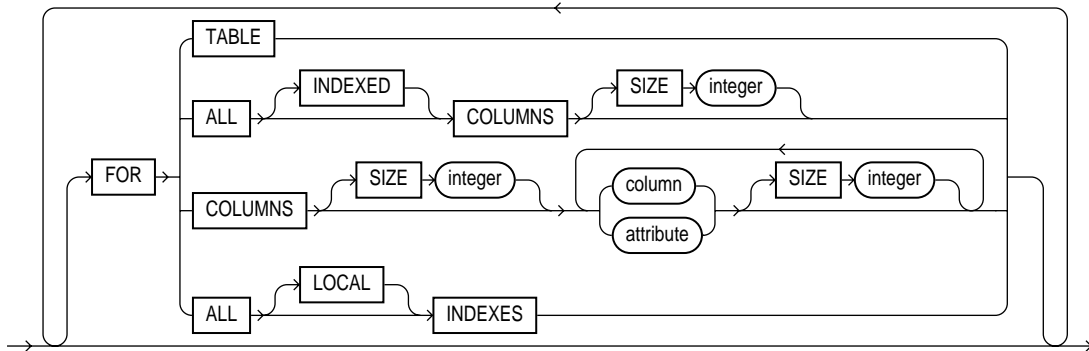 TABLE
ALL INDEXED COLUMNS SIZE integer
FOR
COLUMNS SIZE integer column attribute SIZE integer
ALL LOCAL INDEXES